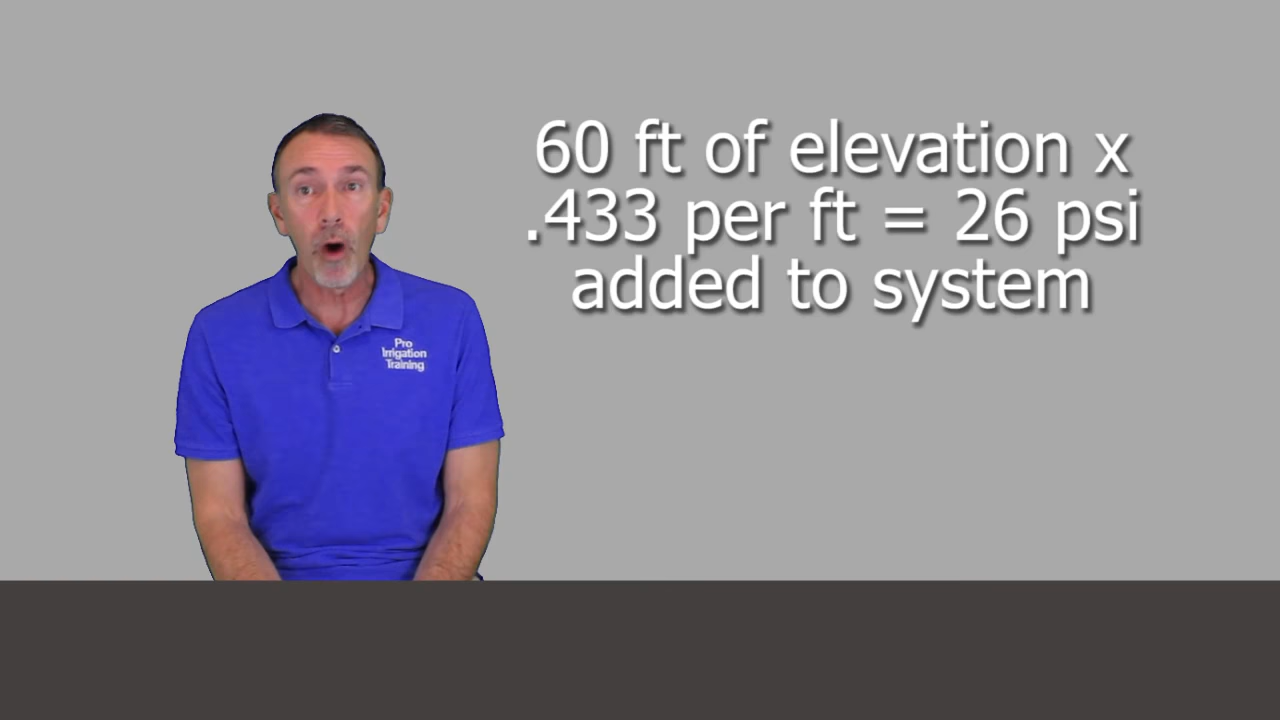 60 ft of elevation x
.433 per ft = 26 psi
added to system
Pro
Irrigation
Training